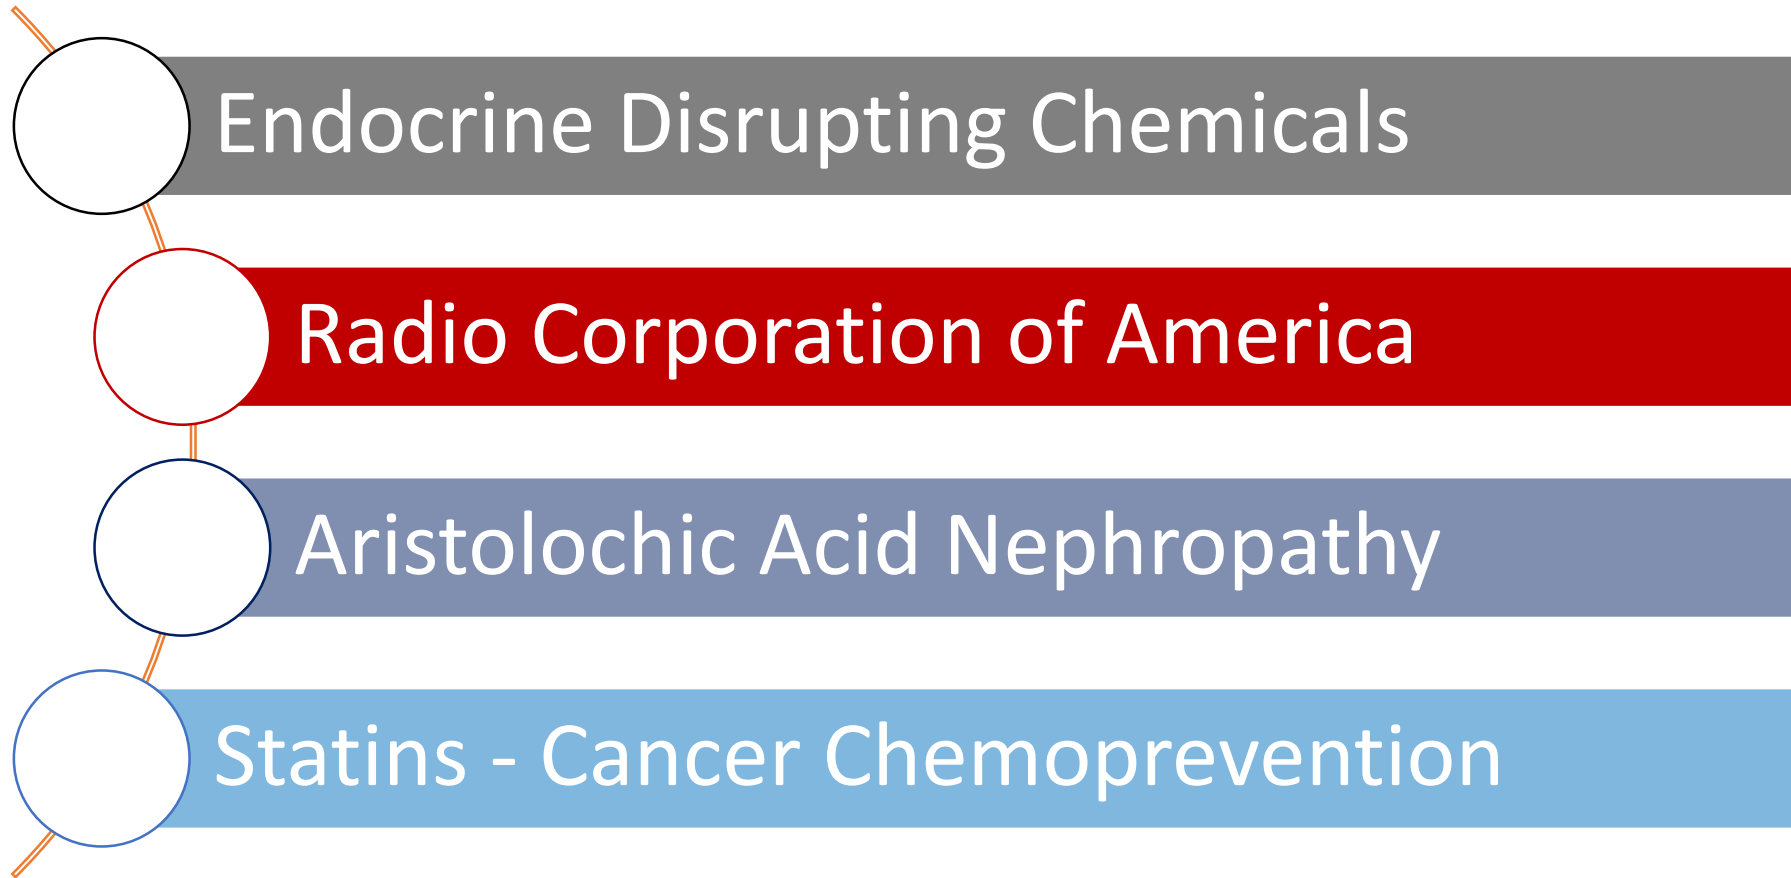 Endocrine Disrupting Chemicals
Radio Corporation of America
Aristolochic Acid Nephropathy
Statins - Cancer Chemoprevention